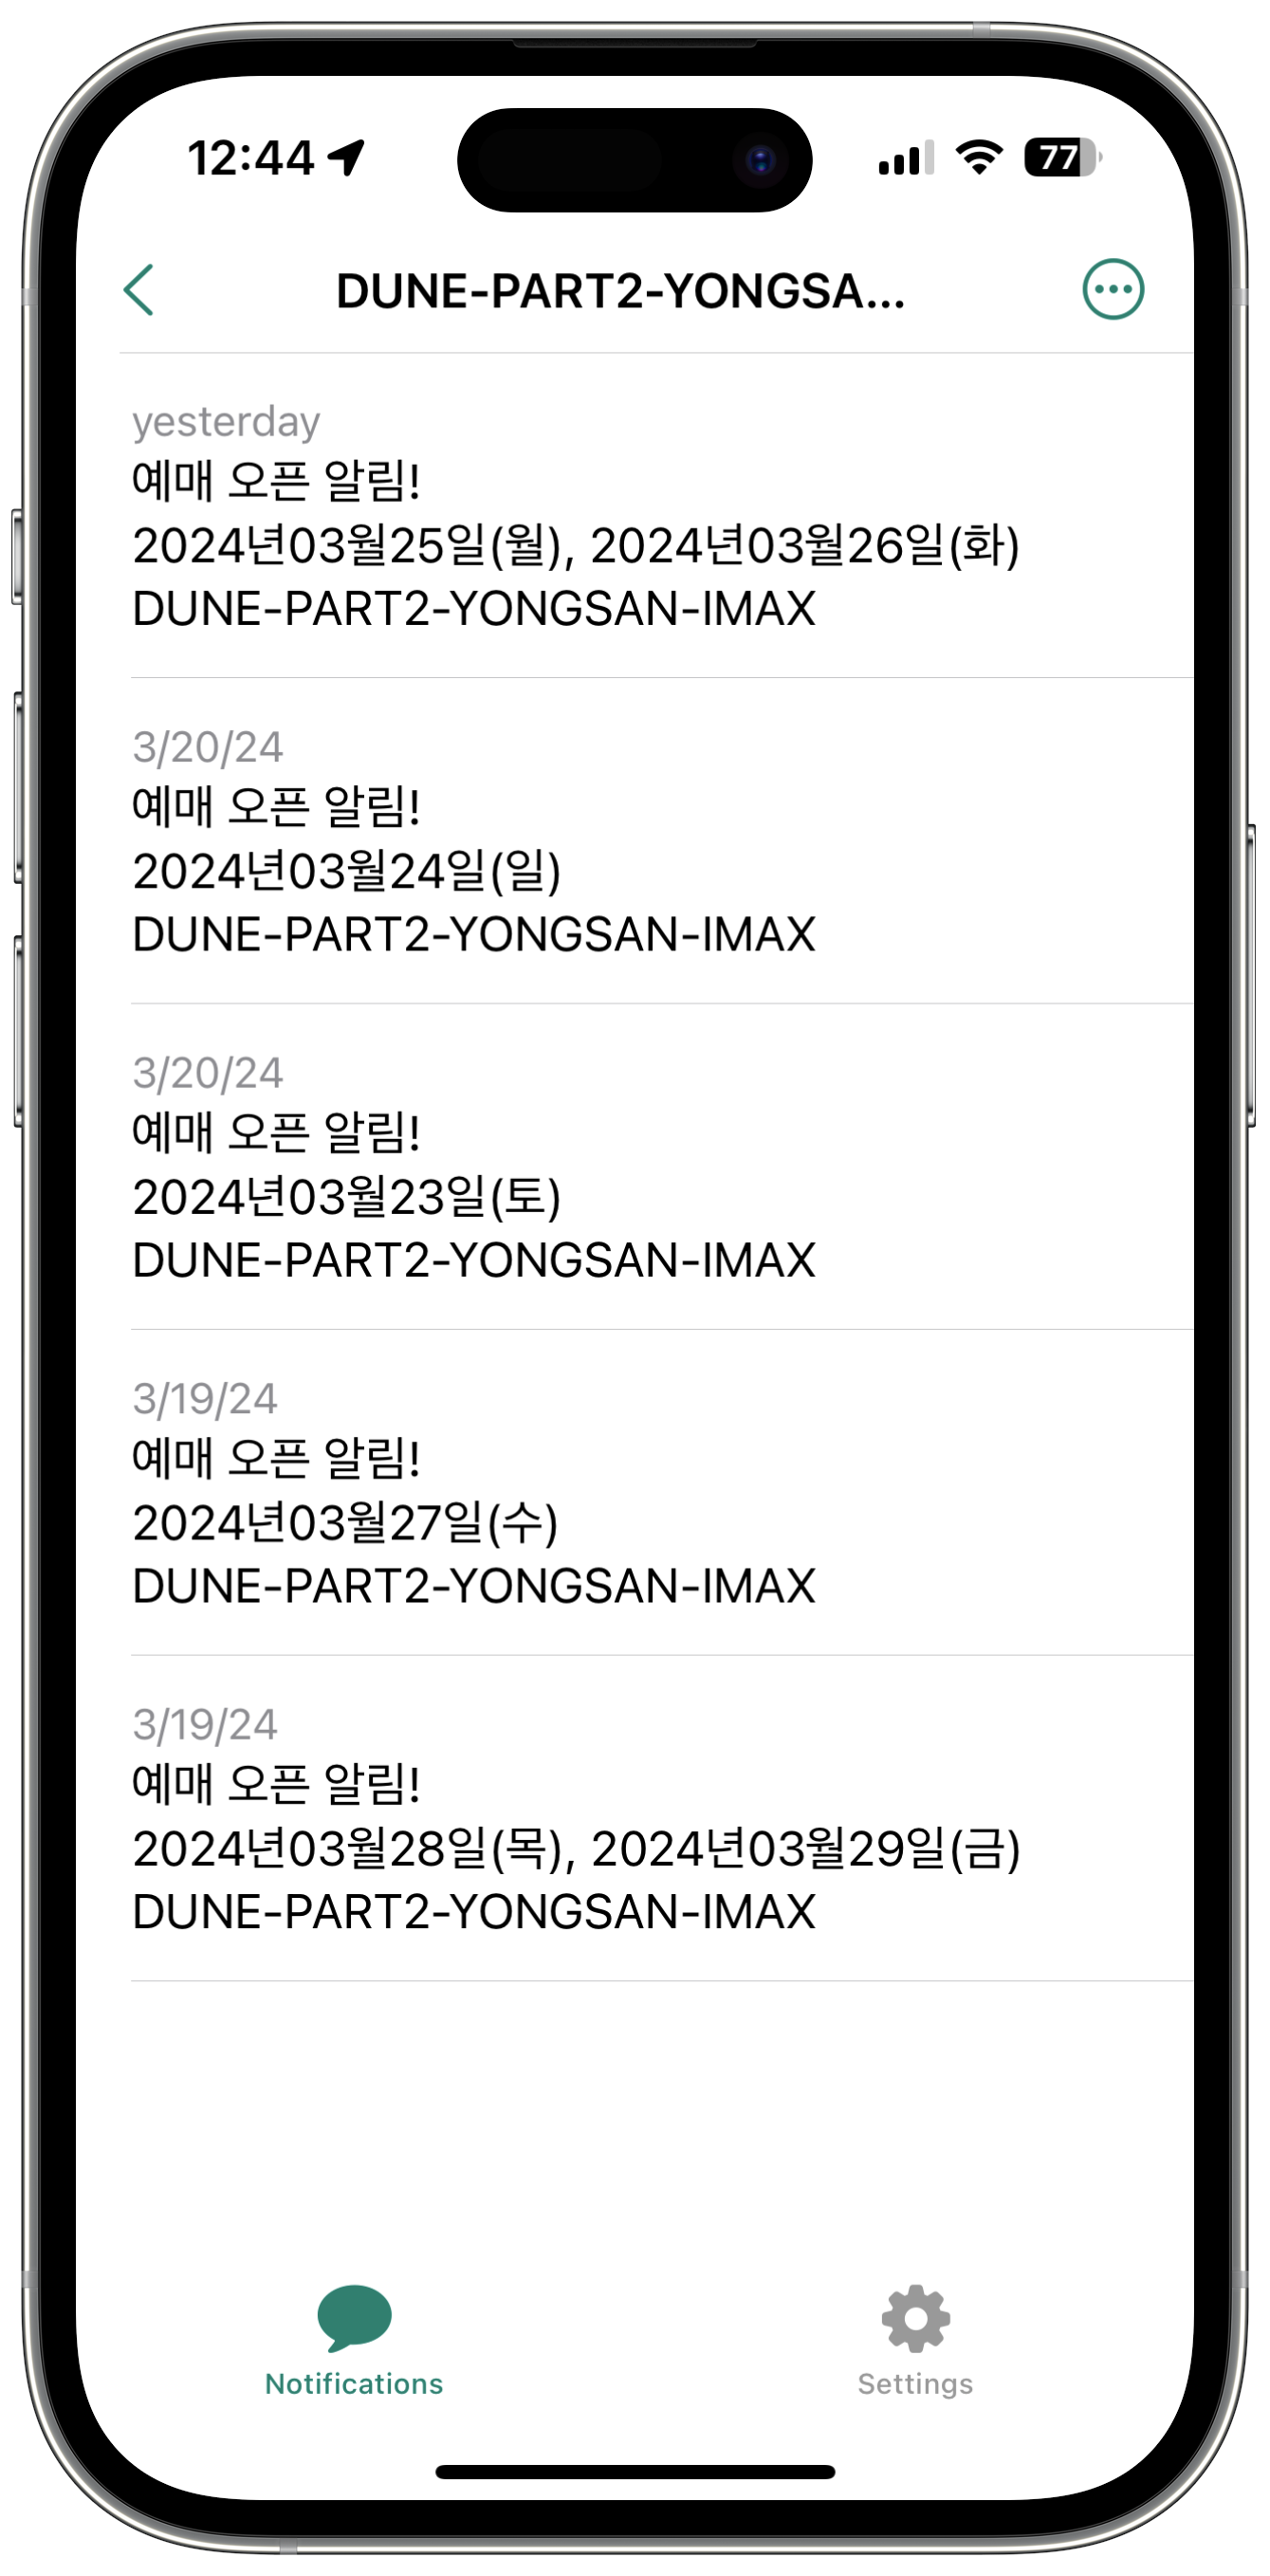 12:44
77
DUNE-PART2-YONGSA...
yesterday
예매 오픈 알림!
2024년03월25일(월), 2024년03월26일(화)
DUNE-PART2-YONGSAN-IMAX
3/20/24
예매 오픈 알림!
2024년03월24일(일)
DUNE-PART2-YONGSAN-IMAX
3/20/24
예매 오픈 알림!
2024년03월23일(토)
DUNE-PART2-YONGSAN-IMAX
3/19/24
예매 오픈 알림!
2024년03월27일(수)
DUNE-PART2-YONGSAN-IMAX
3/19/24
예매 오픈 알림!
2024년03월28일(목), 2024년03월29일(금)
DUNE-PART2-YONGSAN-IMAX
Notifications
Settings